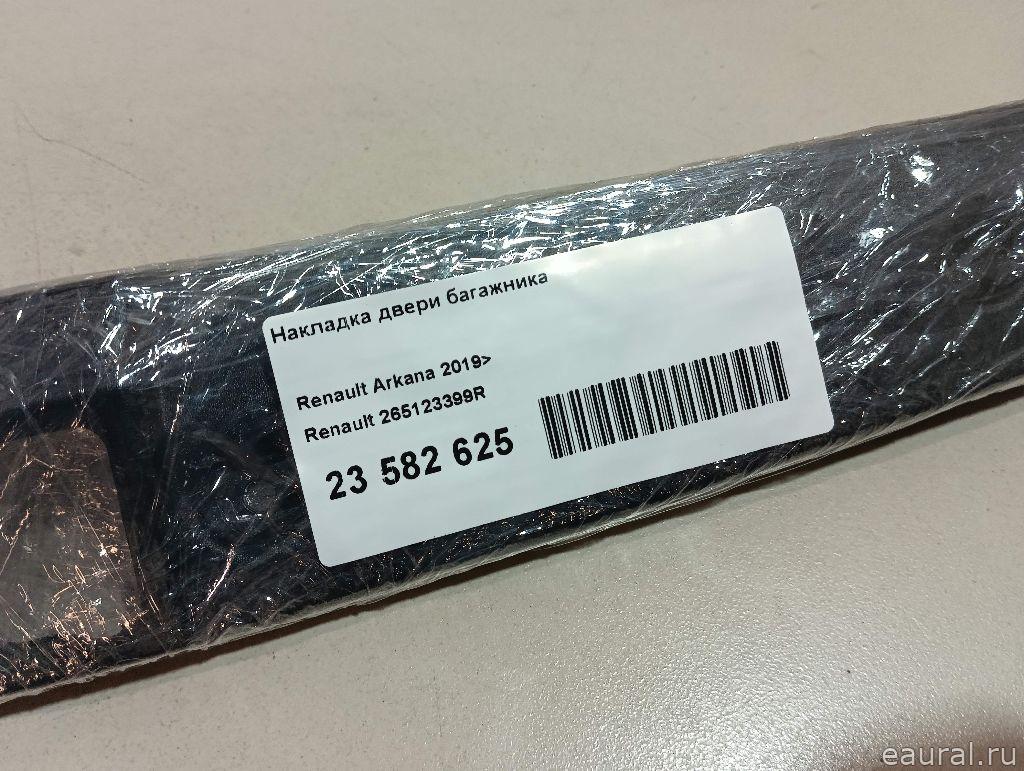 Накладка двери багажника
Renault Arkana 2019>
Renault 265123399R
23 582 625
eaural.ru